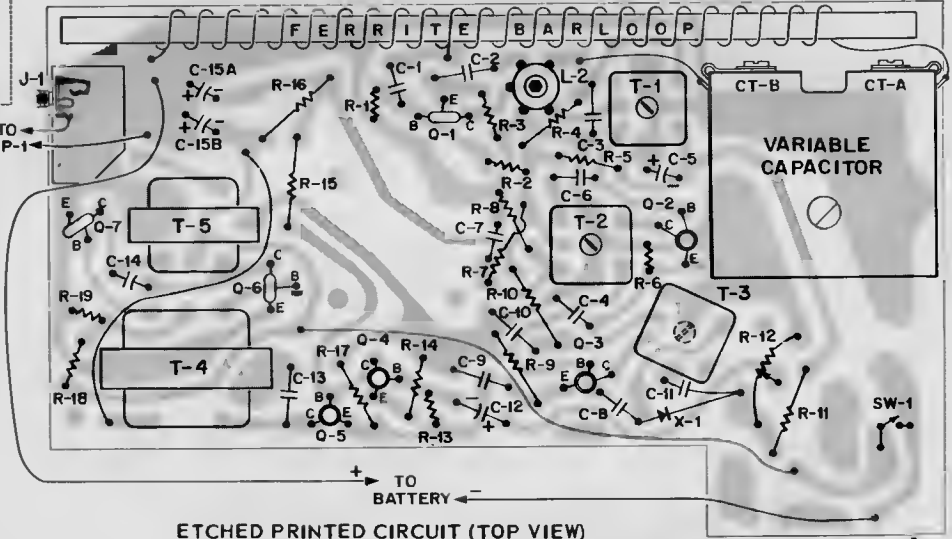 FERRITE BAR LOOP
J-1
C-15A
+ -
+ -
C-15B
R-16
R-1
C-1
C-2
E
B C
Q-1
R-3
L-2
R-4
C-3
T-1
CT-B
CT-A
VARIABLE
CAPACITOR
TO
P-1
R-15
R-2
R-5
C-6
+
C-5
E
C
Q-7
B
T-5
R-8
C-7
R-7
T-2
Q-2
B
C
E
R-6
C-14
C
Q-6
B
E
R-10
C-10
C-4
Q-3
T-3
R-19
R-18
T-4
C-13
R-17
Q-4
C
B
E
R-14
C-9
R-9
B
E
C
C-11
R-12
B
C E
Q-5
R-13
-
C-12
+
C-8
X-1
R-11
SW-1
+ TO
BATTERY -
ETCHED PRINTED CIRCUIT (TOP VIEW)